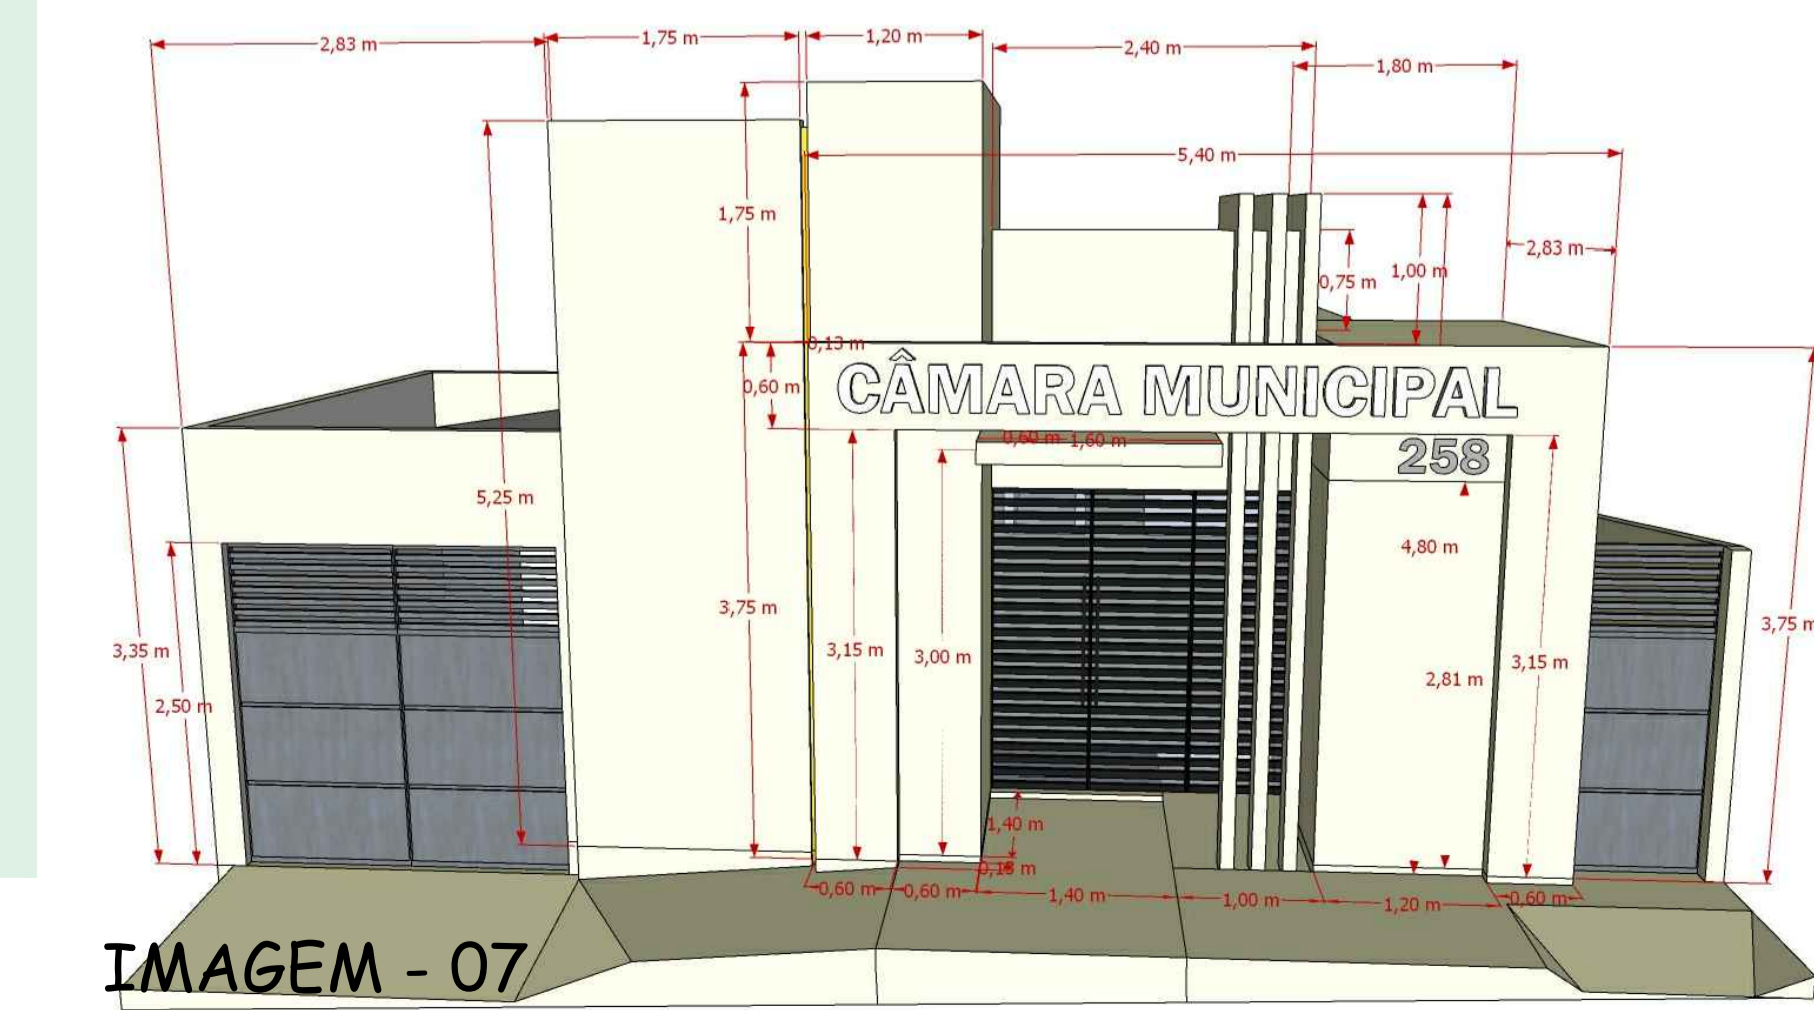 2,83 m
1,75 m
1,20 m
2,40 m
1,80 m
5,40 m
1,75 m
2,83 m
0,75 m
1,00 m
0,13 m
0,60 m
CÂMARA MUNICIPAL
0,60 m
1,60 m
258
5,25 m
4,80 m
3,75 m
3,75 m
3,35 m
3,15 m
3,00 m
3,15 m
2,81 m
2,50 m
1,40 m
0,60 m
0,60 m
1,40 m
1,00 m
1,20 m
0,60 m
IMAGEM - 07